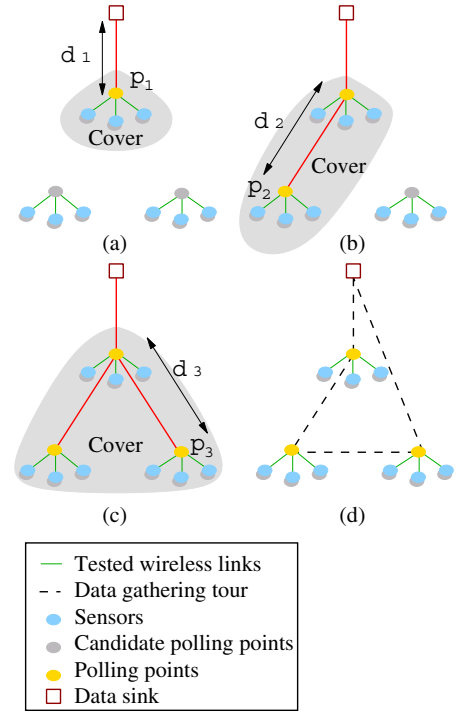 d 1
p1
Cover
d 2
Cover
p2
(a)
(b)
d 3
Cover
p3
(c)
(d)
Tested wireless links
Data gathering tour
Sensors
Candidate polling points
Polling points
Data sink